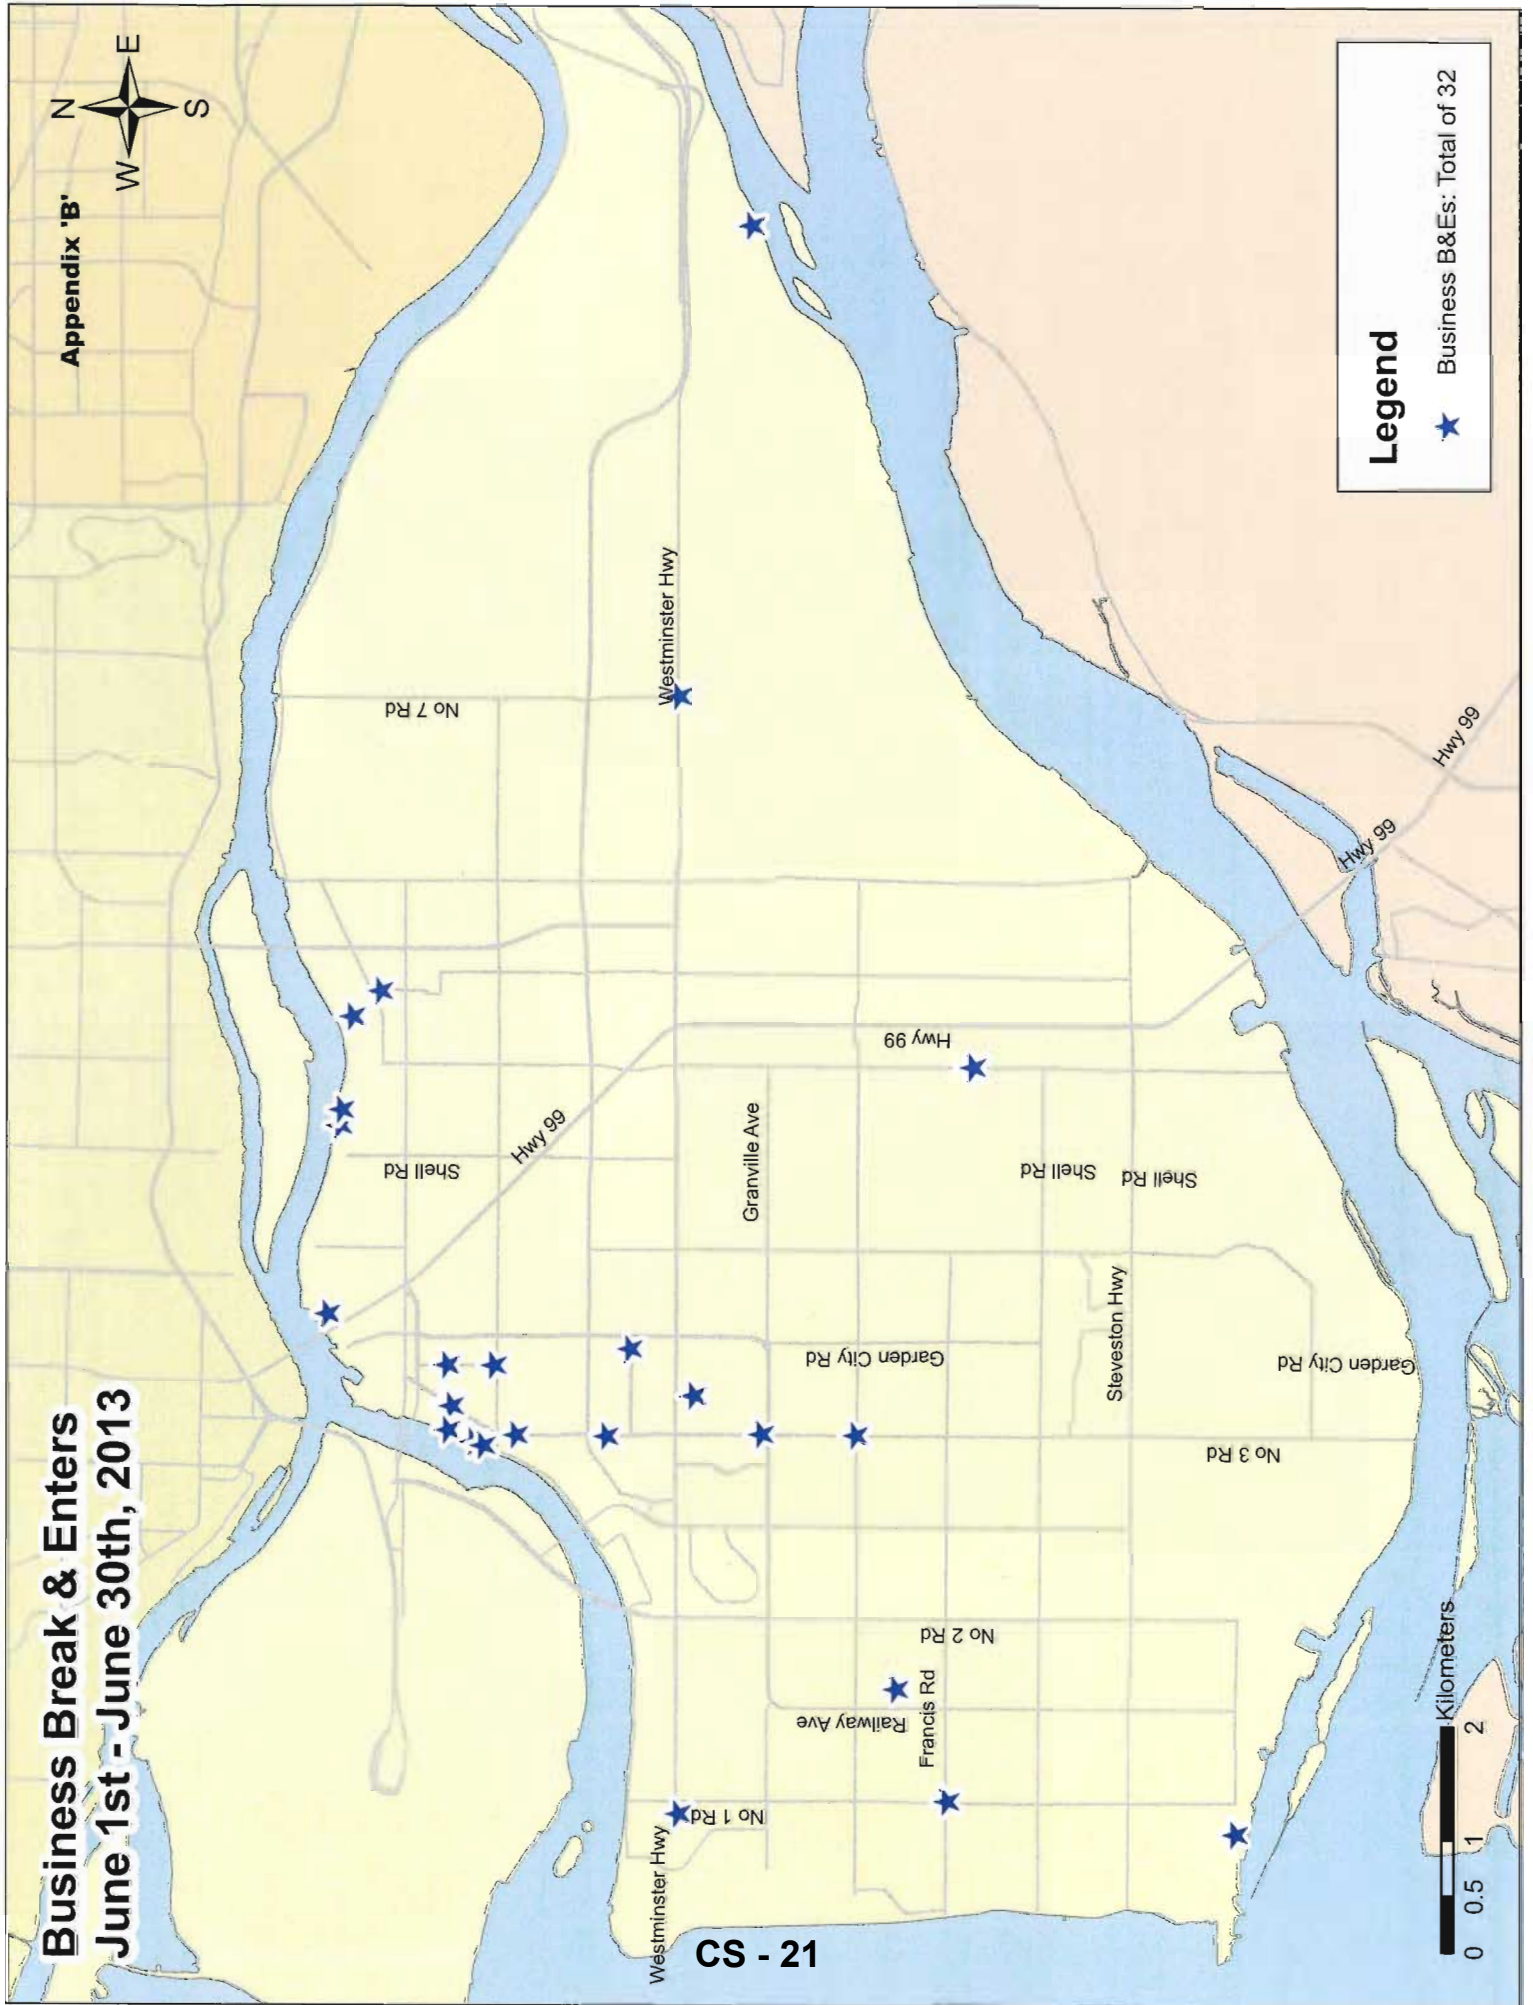 Business Break & Enters
June 1st - June 30th, 2013
Appendix 'B'
N
W E
S
No 7 Rd
Westminster Hwy
Shell Rd
Hwy 99
Hwy 99
Granville Ave
Garden City Rd
Shell Rd
Shell Rd
Steveston Hwy
Garden City Rd
No 3 Rd
No 2 Rd
Railway Ave
Francis Rd
Westminster Hwy
No 1 Rd
Hwy 99
Hwy 99
Kilometers
0 0.5 1 2
Legend
Business B&Es: Total of 32
CS - 21